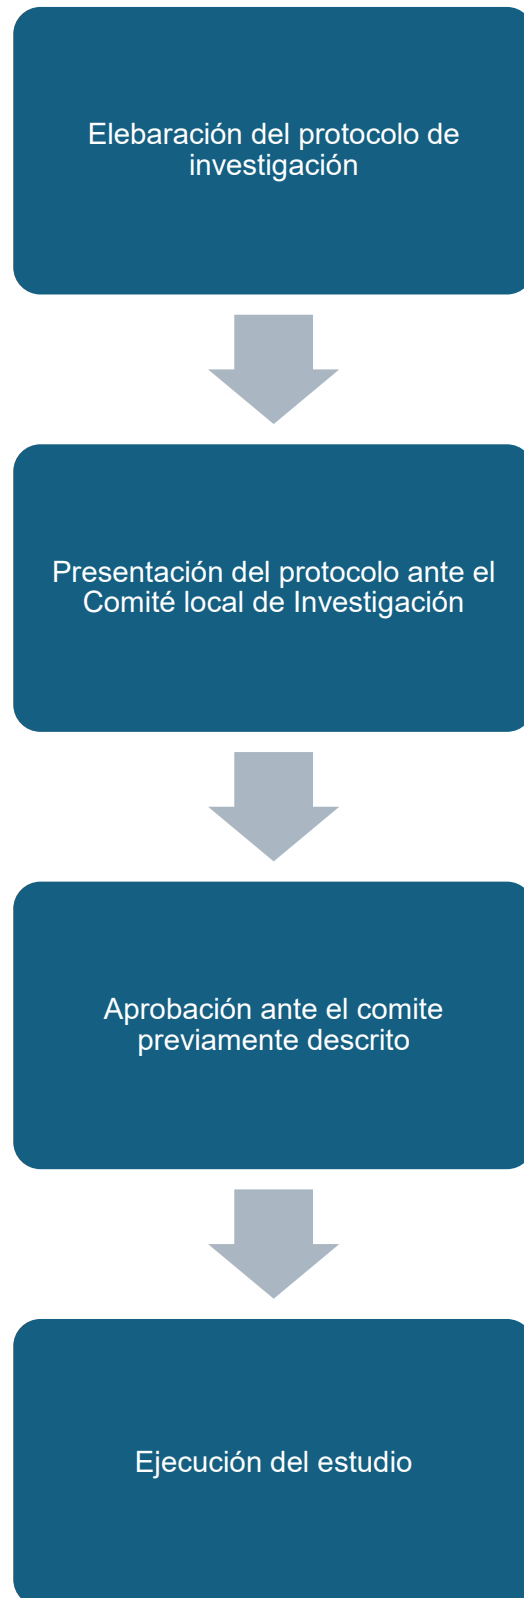 Elebaración del protocolo de
investigación
Presentación del protocolo ante el
Comité local de Investigación
Aprobación ante el comite
previamente descrito
Ejecución del estudio